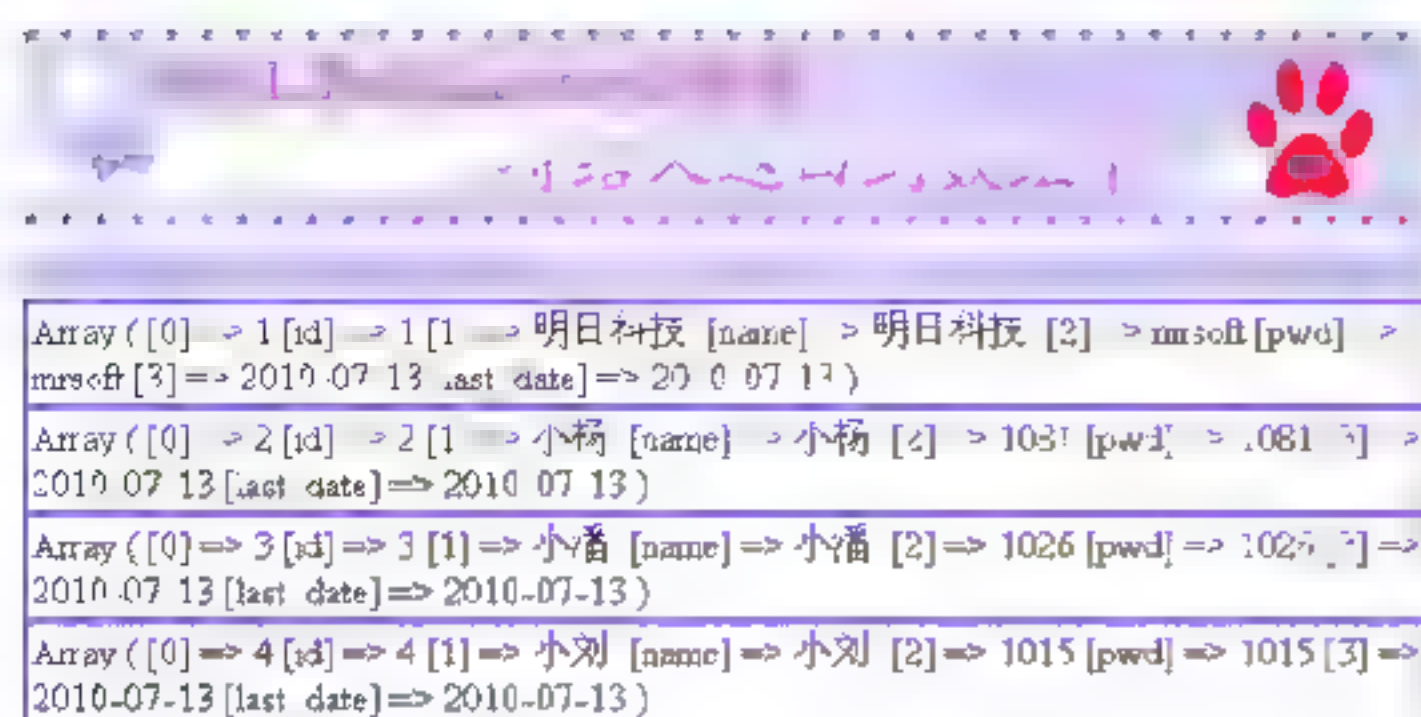 Array ( [0] => 1 [id] => 1 [1 => 明日科技 [name] => 明日科技 [2] => mrsoft [pwd] =>
mrsoft [3] => 2010-07-13 last_date] => 2010-07-13 )
Array ( [0] => 2 [id] => 2 [1 => 小杨 [name] => 小杨 [2] => 1081 [pwd] => 1081 3] =>
2010-07-13 [last_date] => 2010-07-13 )
Array ( [0] => 3 [id] => 3 [1] => 小潘 [name] => 小潘 [2] => 1026 [pwd] => 1026 3] =>
2010-07-13 [last_date] => 2010-07-13 )
Array ( [0] => 4 [id] => 4 [1] => 小刘 [name] => 小刘 [2] => 1015 [pwd] => 1015 [3] =>
2010-07-13 [last_date] => 2010-07-13 )